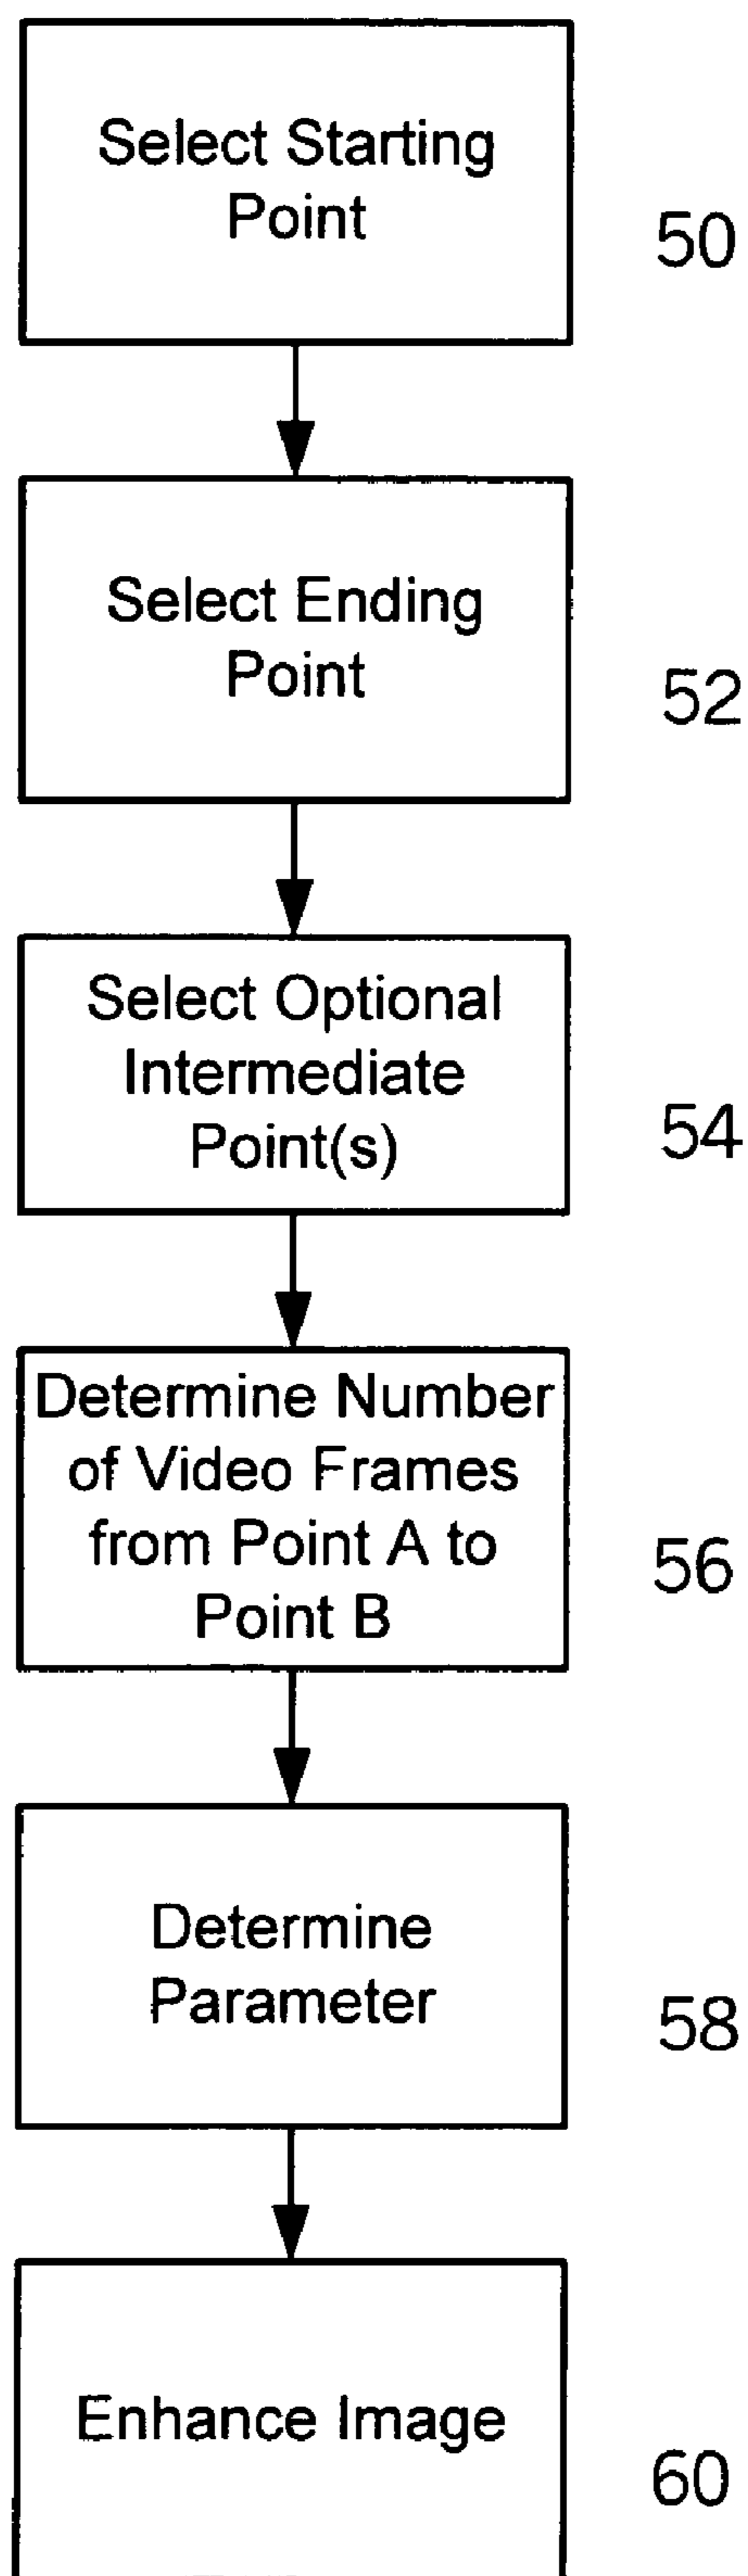 Select Starting
Point
50
Select Ending
Point
52
Select Optional
Intermediate
Point(s)
54
Determine Number
of Video Frames
from Point A to
Point B
56
Determine
Parameter
58
Enhance Image
60